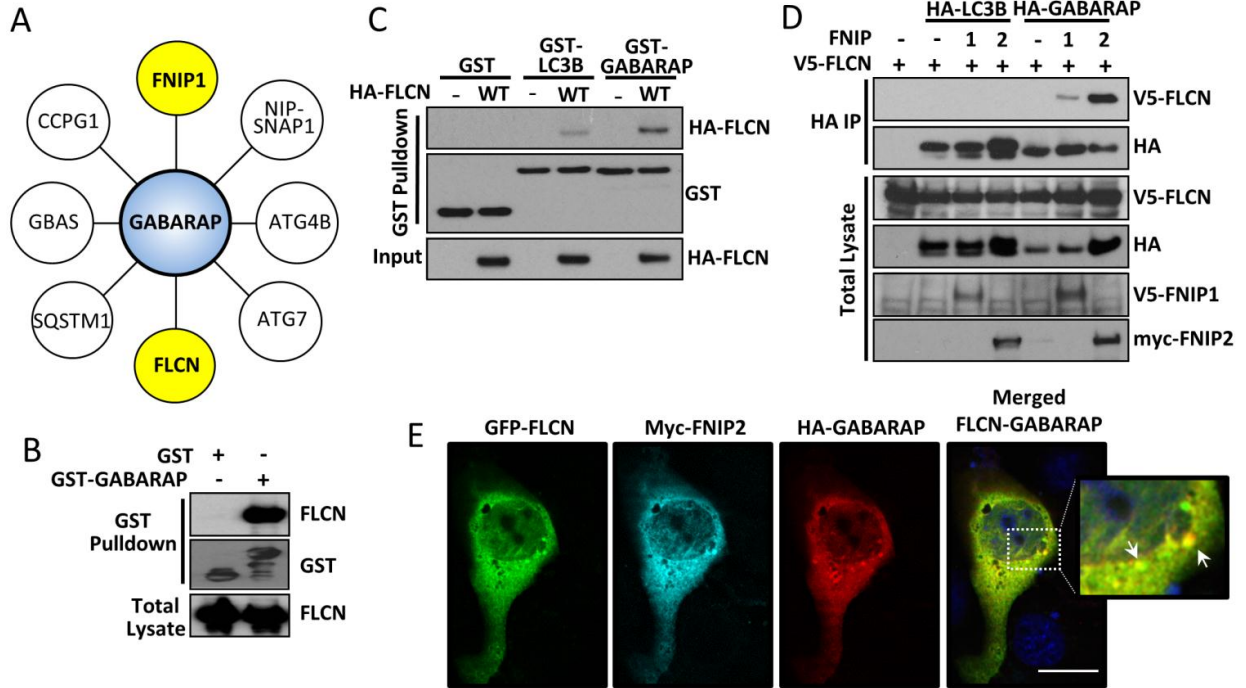 A
FNIP1
CCPG1
NIP-
SNAP1
GBAS
GABARAP
ATG4B
SQSTM1
ATG7
FLCN
B
GST + -
GST-GABARAP - +
GST
Pulldown
FLCN
GST
Total
Lysate
FLCN
C
GST
GST-
LC3B
GST-
GABARAP
HA-FLCN - WT - WT - WT
GST Pulldown
HA-FLCN
GST
Input
HA-FLCN
D
HA-LC3B HA-GABARAP
FNIP - - 1 2 - 1 2
V5-FLCN + + + + + + +
HA IP
V5-FLCN
HA
Total Lysate
V5-FLCN
HA
V5-FNIP1
myc-FNIP2
E
GFP-FLCN
Myc-FNIP2
HA-GABARAP
Merged
FLCN-GABARAP